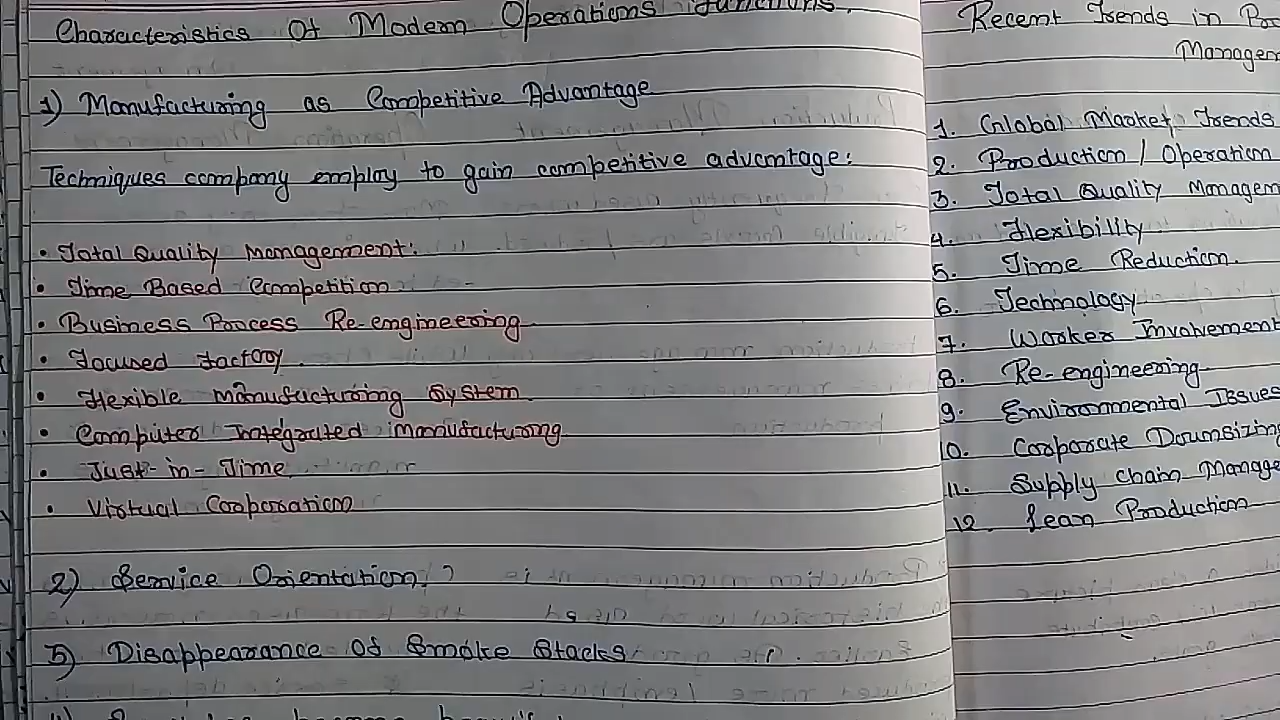 Characteristics Of Modern Operations Functions.
1) Manufacturing as Competitive Advantage
Techniques company employ to gain competitive advantage:
• Total Quality Management:
• Time Based Competition
• Business Process Re-engineering
• Focused factory.
• Flexible manufacturing System
• Computer Integrated manufacturing
• Just-in-Time
• Virtual Corporation
2) Service Orientation.
3) Disappearance of Smoke Stacks
4)
Recent Trends in
1. Global Market Trends
2. Production / Operation
3. Total Quality Managem
4. Flexibility
5. Time Reduction.
6. Technology
7. Worker Involvement
8. Re-engineering
9. Environmental Issues
10. Corporate Downsizing
11. Supply Chain Manage
12. Lean Production